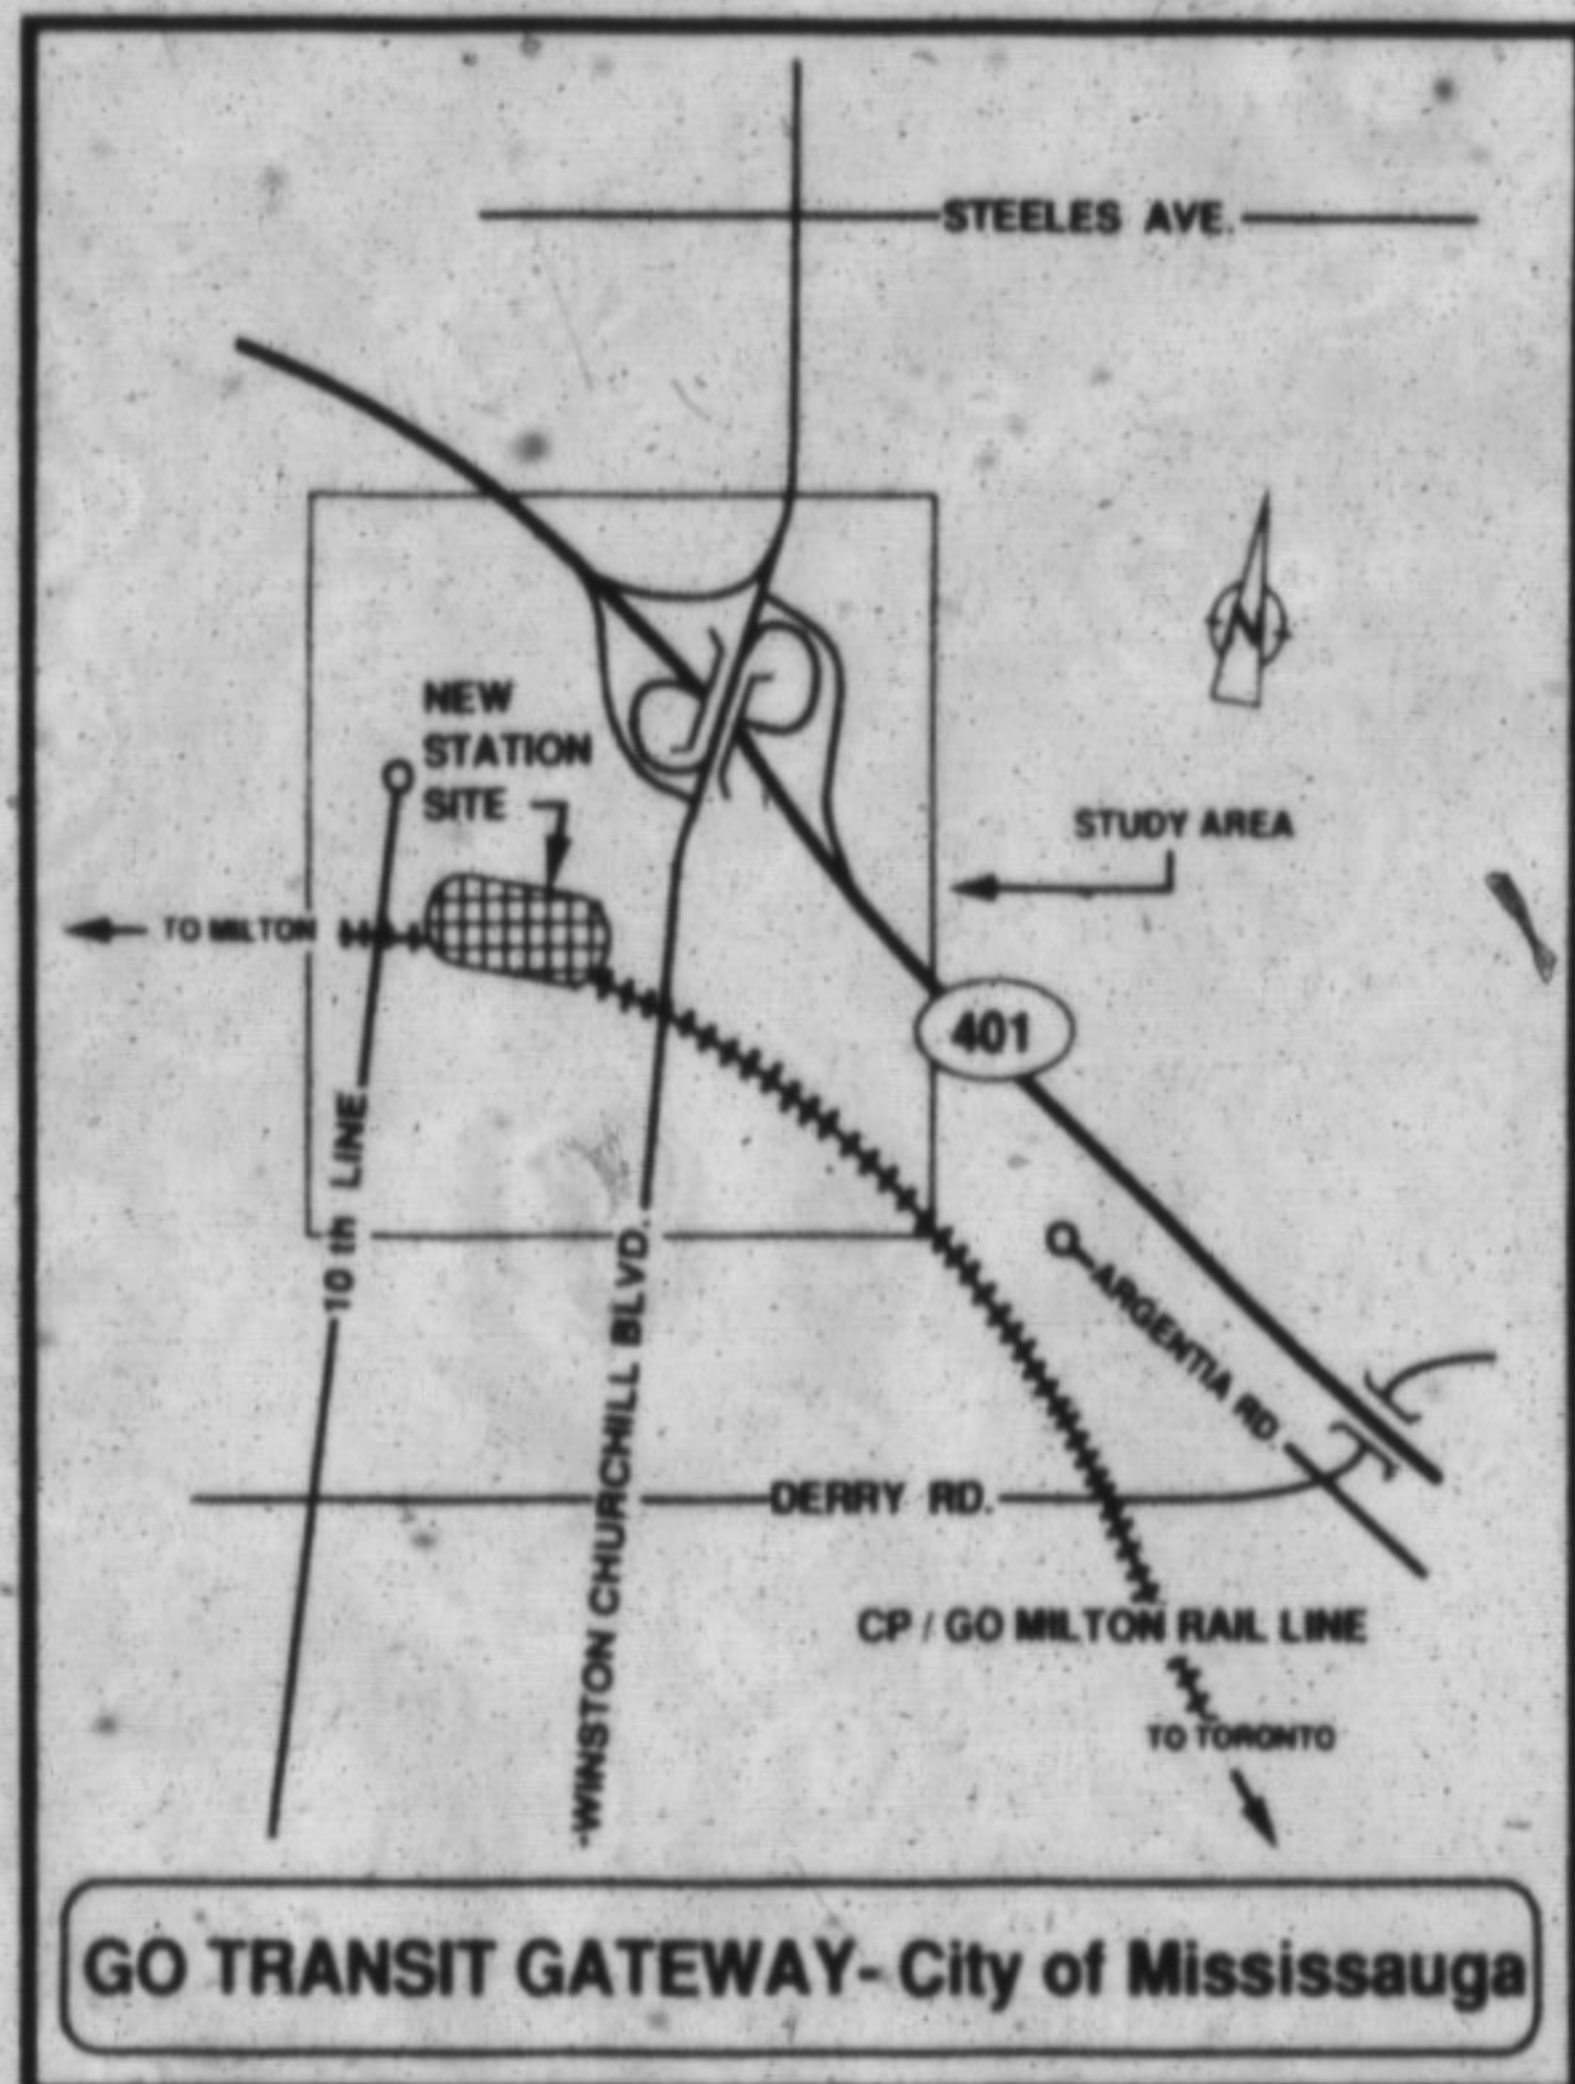 STEELES AVE.
N
NEW
STATION
SITE
STUDY AREA
TO MILTON
401
10 th LINE
WINSTON CHURCHILL BLVD.
ARGENTIA RD.
DERRY RD.
CP / GO MILTON RAIL LINE
TO TORONTO
GO TRANSIT GATEWAY- City of Mississauga